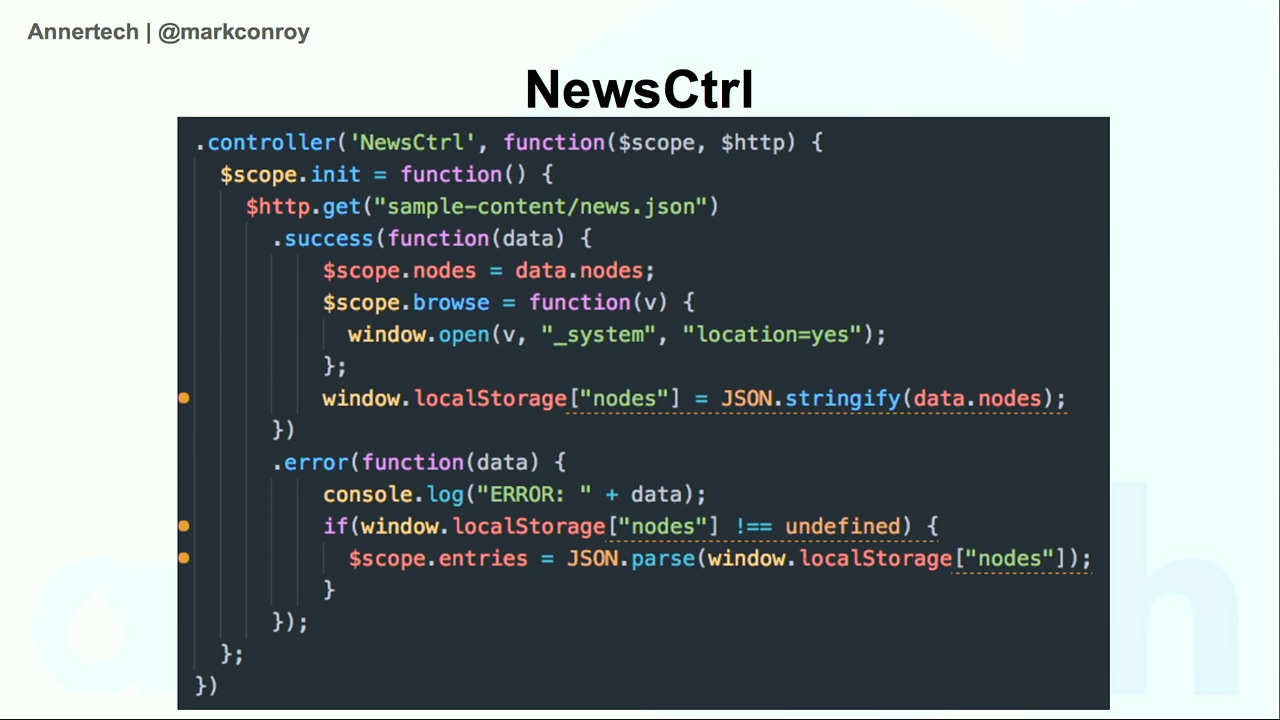 Annertech | @markconroy
NewsCtrl
.controller('NewsCtrl', function($scope, $http) {
$scope.init = function() {
$http.get("sample-content/news.json")
.success(function(data) {
$scope.nodes = data.nodes;
$scope.browse = function(v) {
window.open(v, "_system", "location=yes");
};
window.localStorage["nodes"] = JSON.stringify(data.nodes);
})
.error(function(data) {
console.log("ERROR: " + data);
if(window.localStorage["nodes"] !== undefined) {
$scope.entries = JSON.parse(window.localStorage["nodes"]);
}
});
};
})